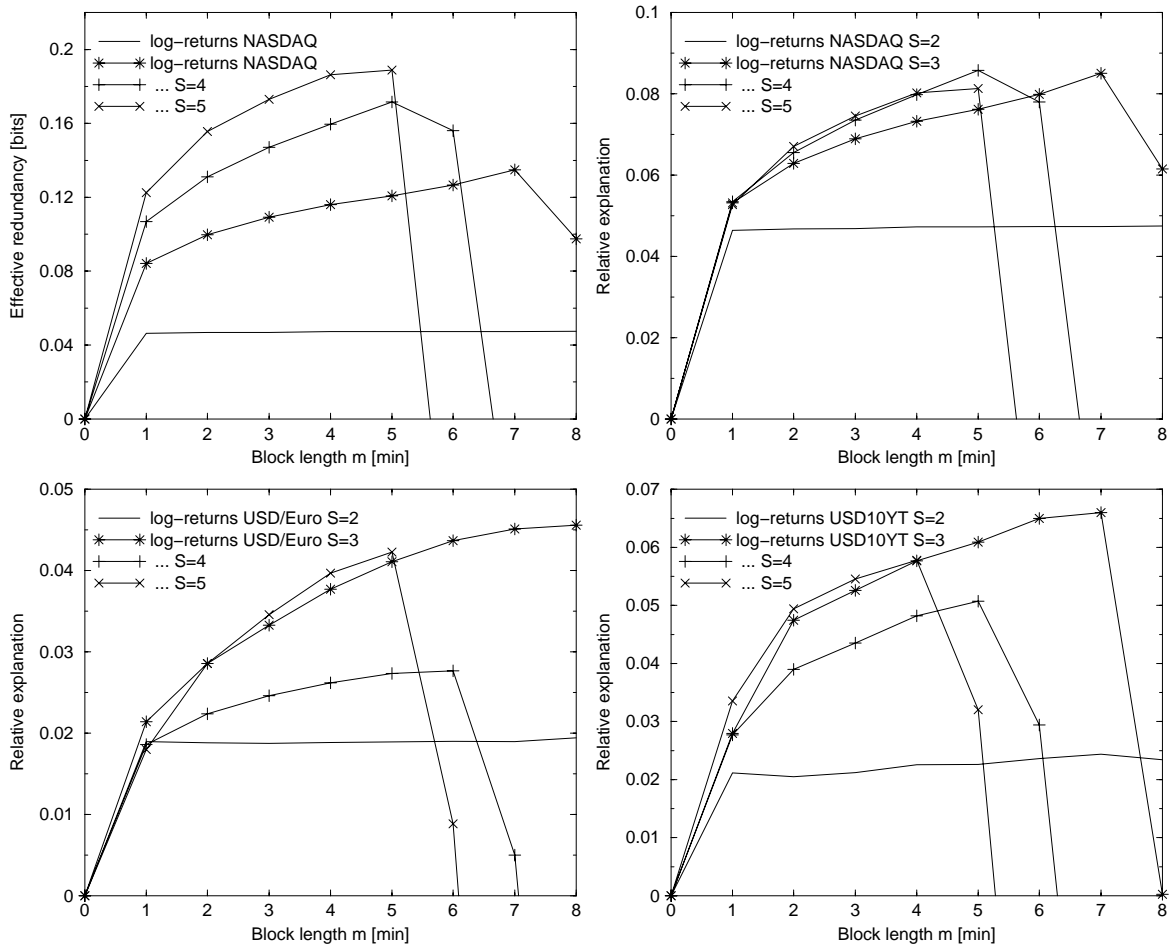 Effective redundancy [bits]
0.2
0.16
0.12
0.08
0.04
0
log−returns NASDAQ
log−returns NASDAQ
... S=4
... S=5
0 1 2 3 4 5 6 7 8
Block length m [min]
Relative explanation
0.1
0.08
0.06
0.04
0.02
0
log−returns NASDAQ S=2
log−returns NASDAQ S=3
... S=4
... S=5
0 1 2 3 4 5 6 7 8
Block length m [min]
Relative explanation
0.05
0.04
0.03
0.02
0.01
0
log−returns USD/Euro S=2
log−returns USD/Euro S=3
... S=4
... S=5
0 1 2 3 4 5 6 7 8
Block length m [min]
Relative explanation
0.07
0.06
0.05
0.04
0.03
0.02
0.01
0
log−returns USD10YT S=2
log−returns USD10YT S=3
... S=4
... S=5
0 1 2 3 4 5 6 7 8
Block length m [min]